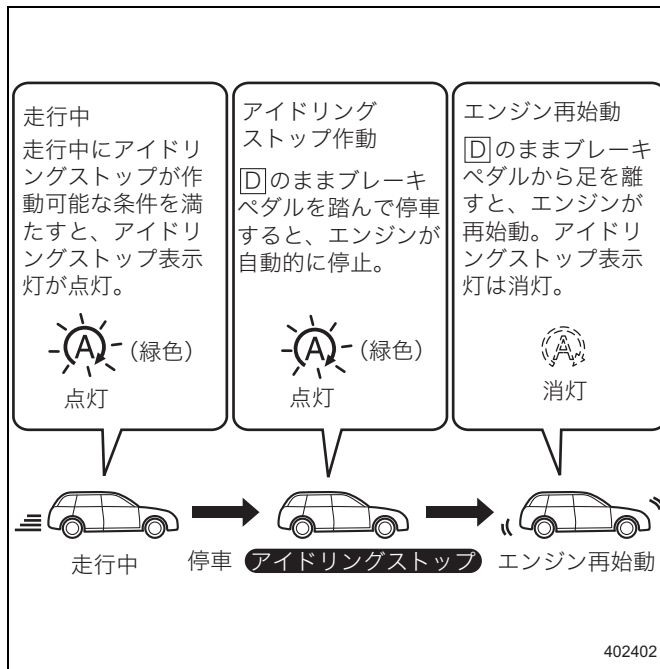 走行中
走行中にアイドリ
ングストップが作
動可能な条件を満
たすと、アイドリ
ングストップ表示
灯が点灯。
A (緑色)
点灯
アイドリング
ストップ作動
Dのままブレーキ
ペダルを踏んで停車
すると、エンジンが
自動的に停止。
A (緑色)
点灯
エンジン再始動
Dのままブレーキ
ペダルから足を離
すと、エンジンが
再始動。アイドリ
ングストップ表示
灯は消灯。
A
消灯
走行中 停車 アイドリングストップ エンジン再始動
402402